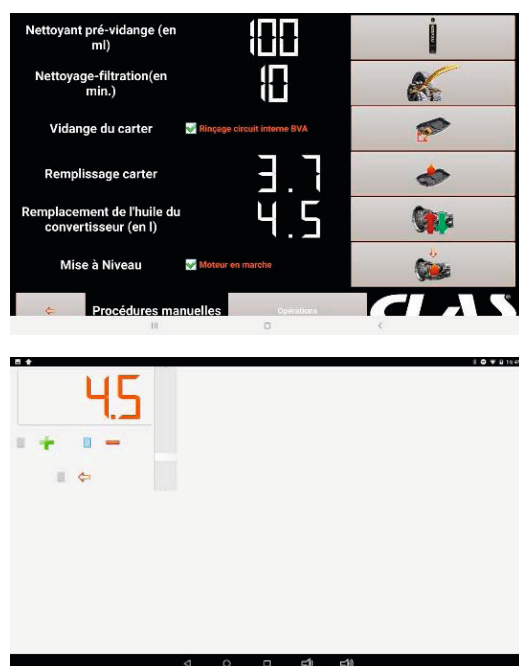 Nettoyant pré-vidange (en
ml)
100
Nettoyage-filtration(en
min.)
10
Vidange du carter
Rinçage circuit interne BVA
Remplissage carter
3.7
Remplacement de l'huile du
convertisseur (en l)
4.5
Mise à Niveau
Moteur en marche
Procédures manuelles
Opérations
CLAS
4.5